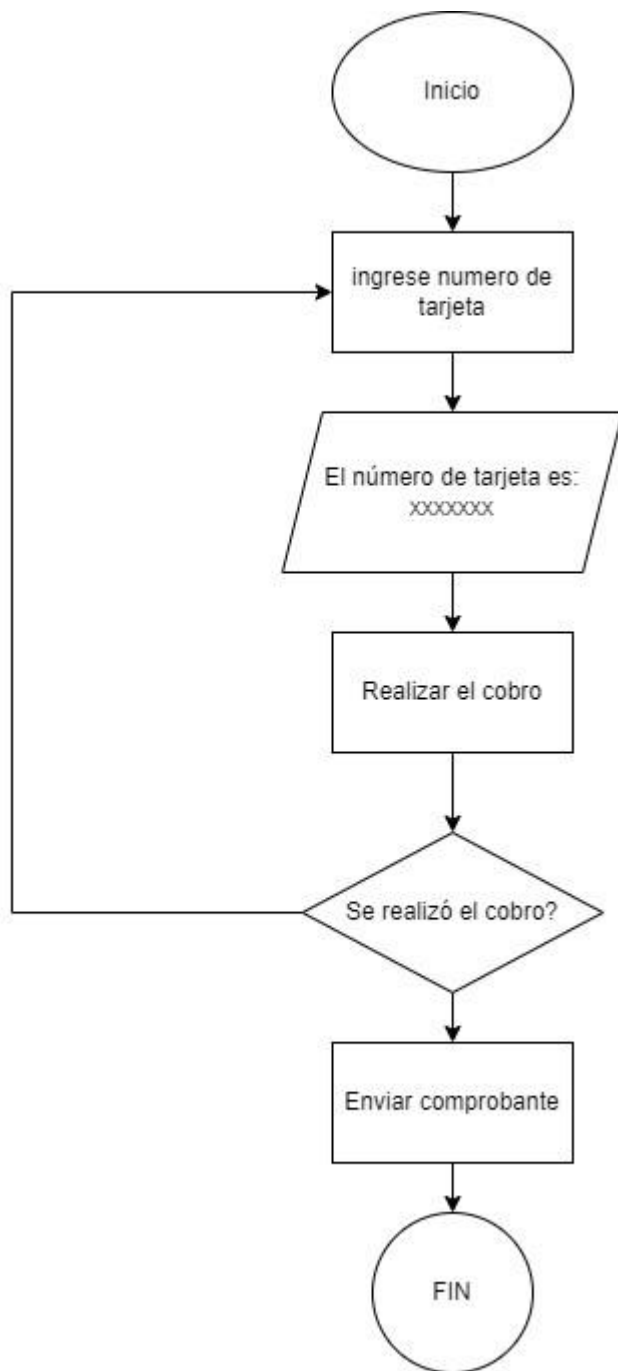 Inicio
ingrese numero de
tarjeta
El número de tarjeta es:
xxxxxxx
Realizar el cobro
Se realizó el cobro?
Enviar comprobante
FIN